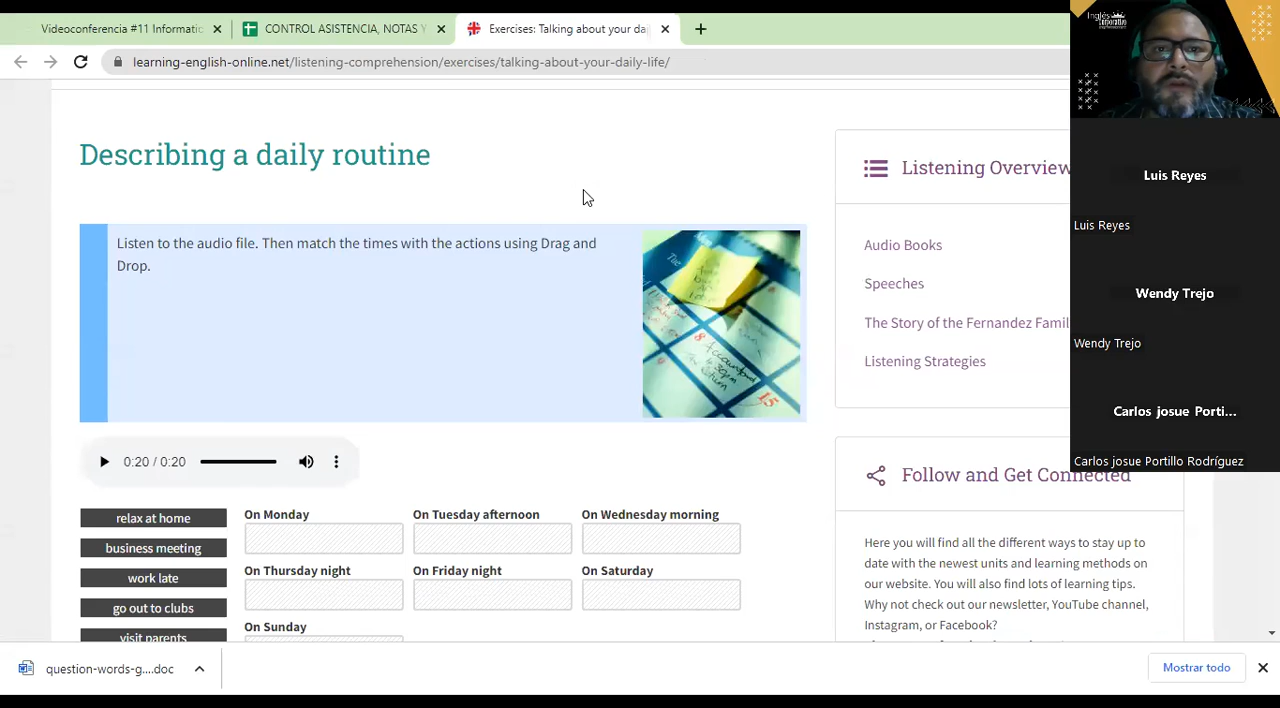 Videoconferencia #11 Informatic
CONTROL ASISTENCIA, NOTAS Y
Exercises: Talking about your da
learning-english-online.net/listening-comprehension/exercises/talking-about-your-daily-life/
Inglés
Corporativo
Describing a daily routine
Listen to the audio file. Then match the times with the actions using Drag and
Drop.
0:20 / 0:20
relax at home
business meeting
work late
go out to clubs
visit parents
On Monday
On Tuesday afternoon
On Wednesday morning
On Thursday night
On Friday night
On Saturday
On Sunday
Listening Overview
Audio Books
Speeches
The Story of the Fernandez Famil
Listening Strategies
Follow and Get Connected
Here you will find all the different ways to stay up to
date with the newest units and learning methods on
our website. You will also find lots of learning tips.
Why not check out our newsletter, YouTube channel,
Instagram, or Facebook?
Luis Reyes
Luis Reyes
Wendy Trejo
Wendy Trejo
Carlos josue Porti...
Carlos josue Portillo Rodríguez
question-words-g....doc
Mostrar todo